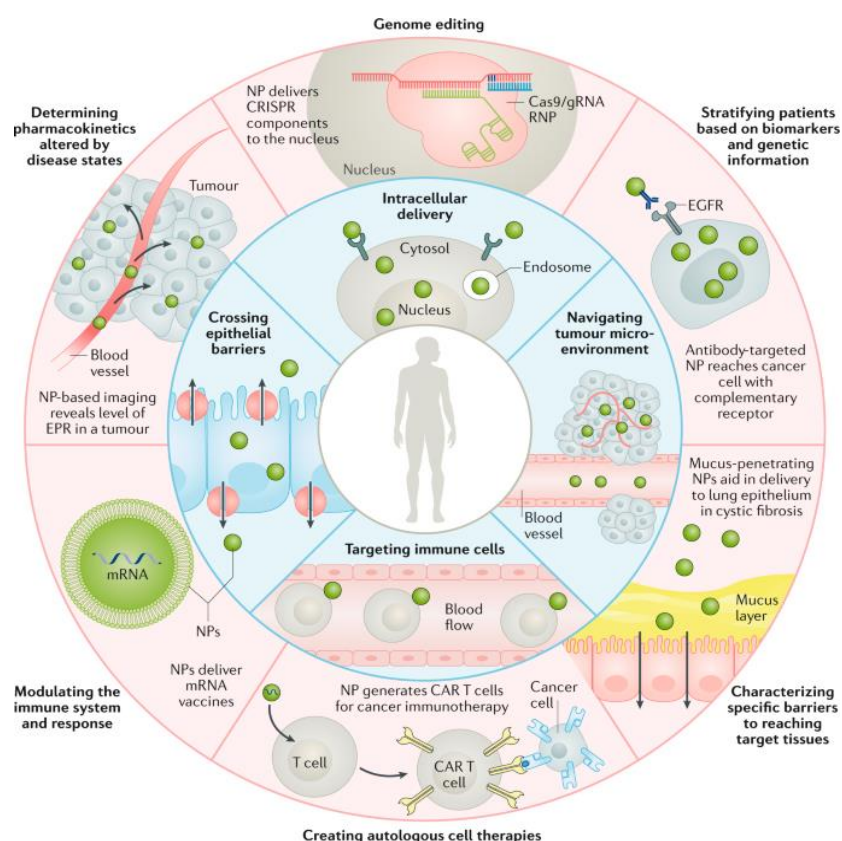 Genome editing
NP delivers
CRISPR
components
to the nucleus
Cas9/gRNA
RNP
Nucleus
Determining
pharmacokinetics
altered by
disease states
Tumour
Blood
vessel
NP-based imaging
reveals level of
EPR in a tumour
Stratifying patients
based on biomarkers
and genetic
information
EGFR
Antibody-targeted
NP reaches cancer
cell with
complementary
receptor
Intracellular
delivery
Cytosol
Endosome
Nucleus
Crossing
epithelial
barriers
Navigating
tumour micro-
environment
Blood
vessel
Targeting immune cells
Blood
flow
Mucus-penetrating
NPs aid in delivery
to lung epithelium
in cystic fibrosis
Mucus
layer
Characterizing
specific barriers
to reaching
target tissues
mRNA
NPs
NPs deliver
mRNA
vaccines
Modulating the
immune system
and response
NP generates CAR T cells
for cancer immunotherapy
Cancer
cell
T cell
CAR T
cell
Creating autologous cell therapies